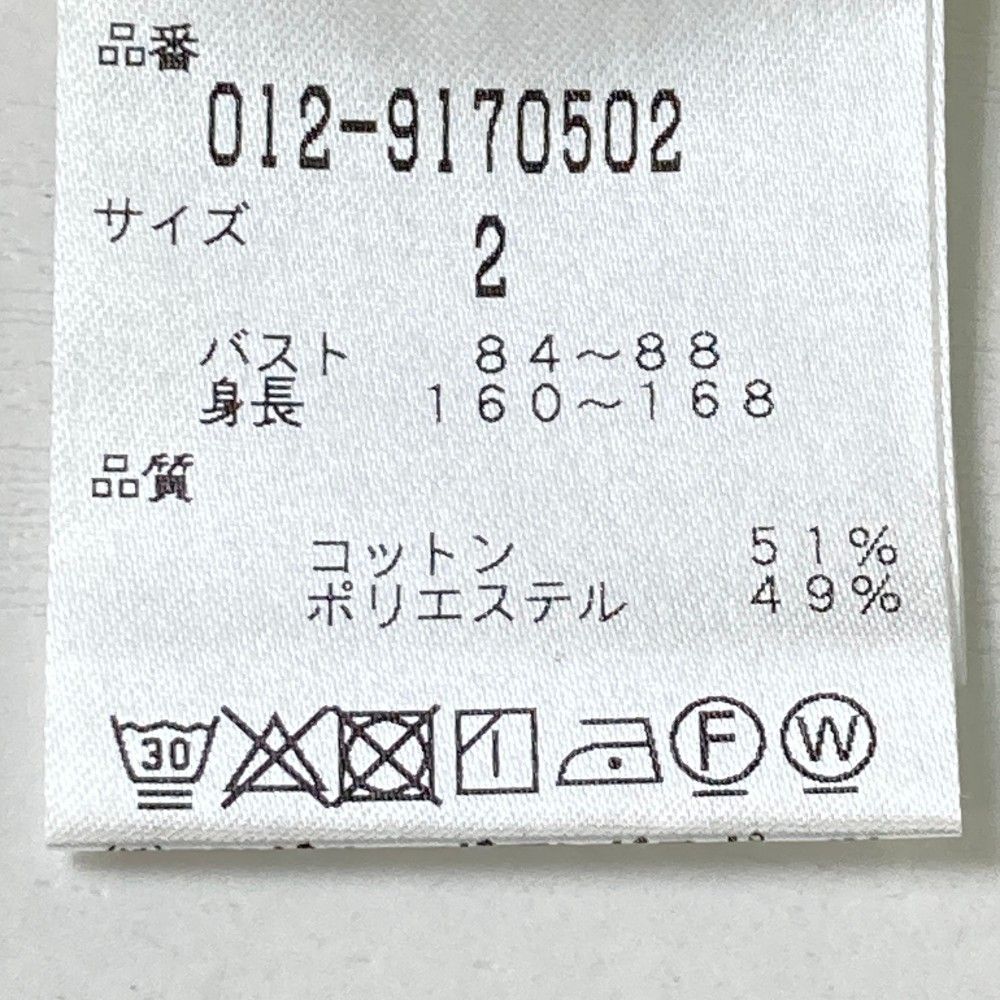 品番
012-9170502
サイズ
2
バスト 84～88
身長 160～168
品質
コットン 51%
ポリエステル 49%
30 F W